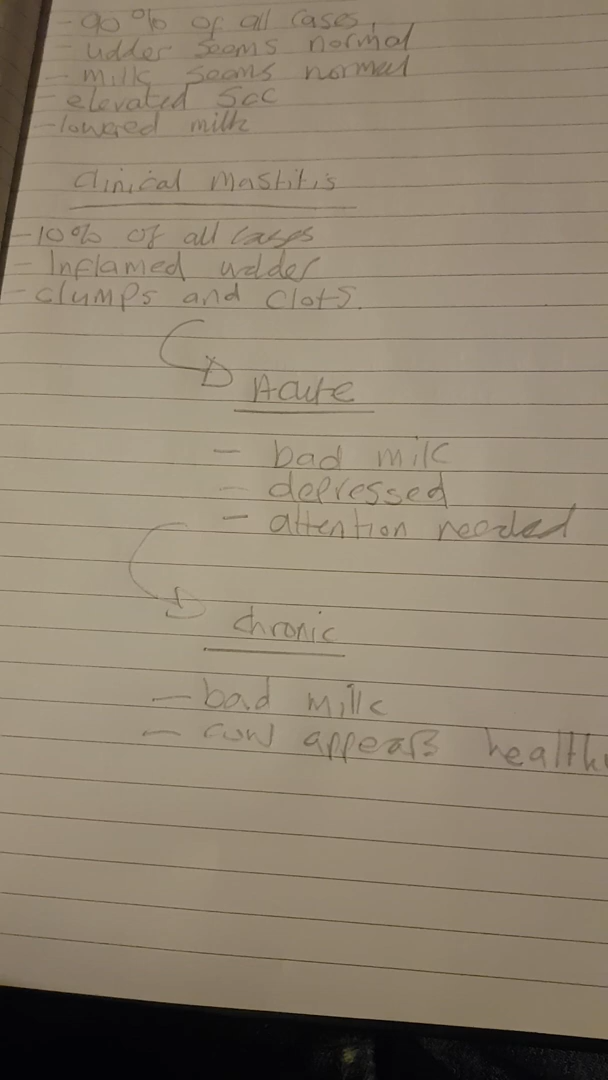 - 90% of all cases
- udder seems normal
- milk seems normal
- elevated SCC
- lowered milk
Clinical mastitis
- 10% of all cases
- Inflamed udder
- clumps and clots.
Acute
- bad milk
- depressed
- attention needed
chronic
- bad milk
- cow appears healthy